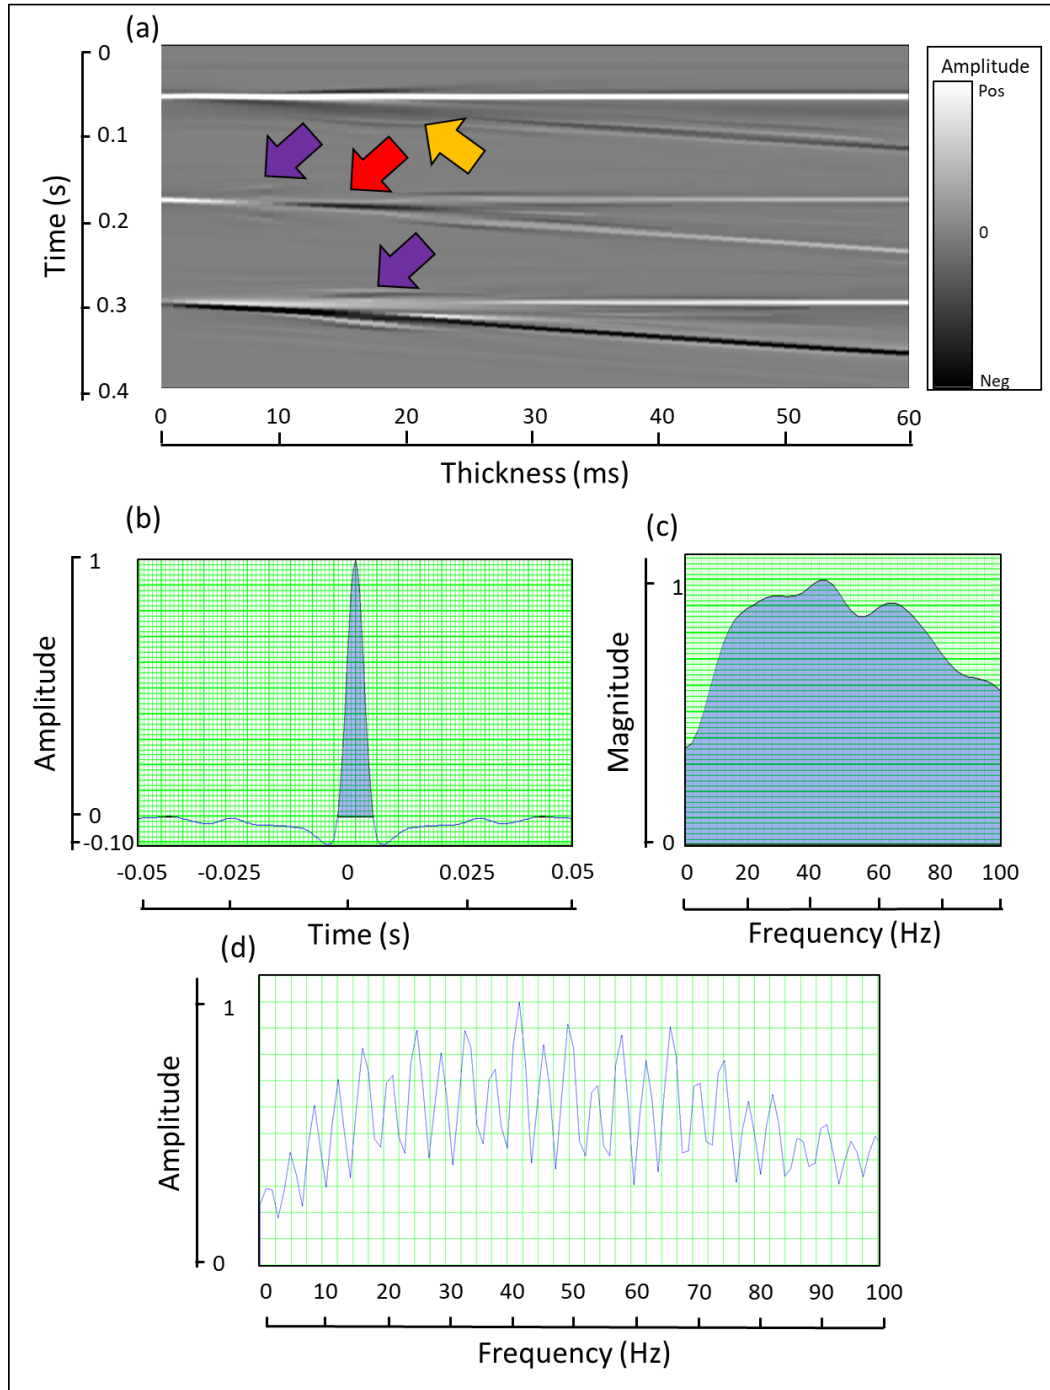 (a)
0
0.1
0.2
0.3
0.4
Time (s)
Amplitude
Pos
0
Neg
0 10 20 30 40 50 60
Thickness (ms)
(b)
1
0
-0.10
Amplitude
-0.05 -0.025 0 0.025 0.05
Time (s)
(c)
1
0
Magnitude
0 20 40 60 80 100
Frequency (Hz)
(d)
1
0
Amplitude
0 10 20 30 40 50 60 70 80 90 100
Frequency (Hz)